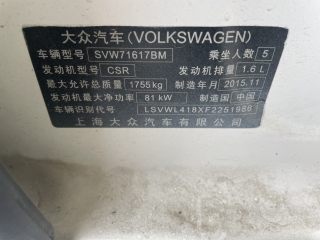 大众汽车(VOLKSWAGEN)
车辆型号 SVW71617BM 乘坐人数 5
发动机型号 CSR 发动机排量 1.6 L
最大允许总质量 1755 kg 制造年月 2015.11
发动机最大净功率 81 kW 制造国 中国
车辆识别代号 LSVWL418XF2251986
上海大众汽车有限公司